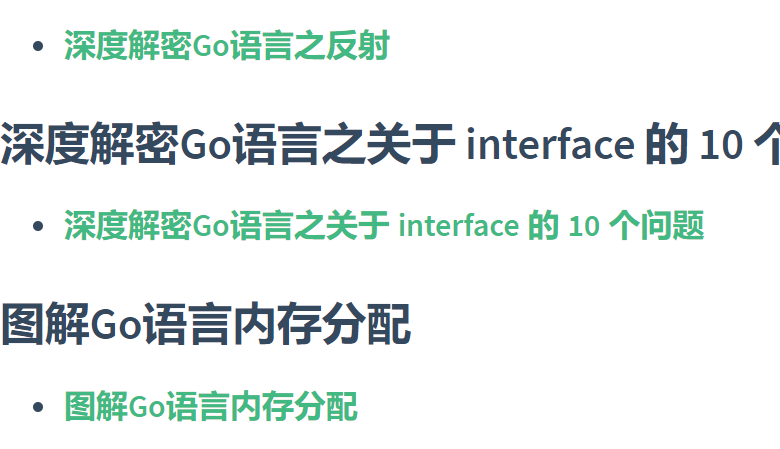 深度解密Go语言之反射
深度解密Go语言之关于 interface 的 10 个
深度解密Go语言之关于 interface 的 10 个问题
图解Go语言内存分配
图解Go语言内存分配